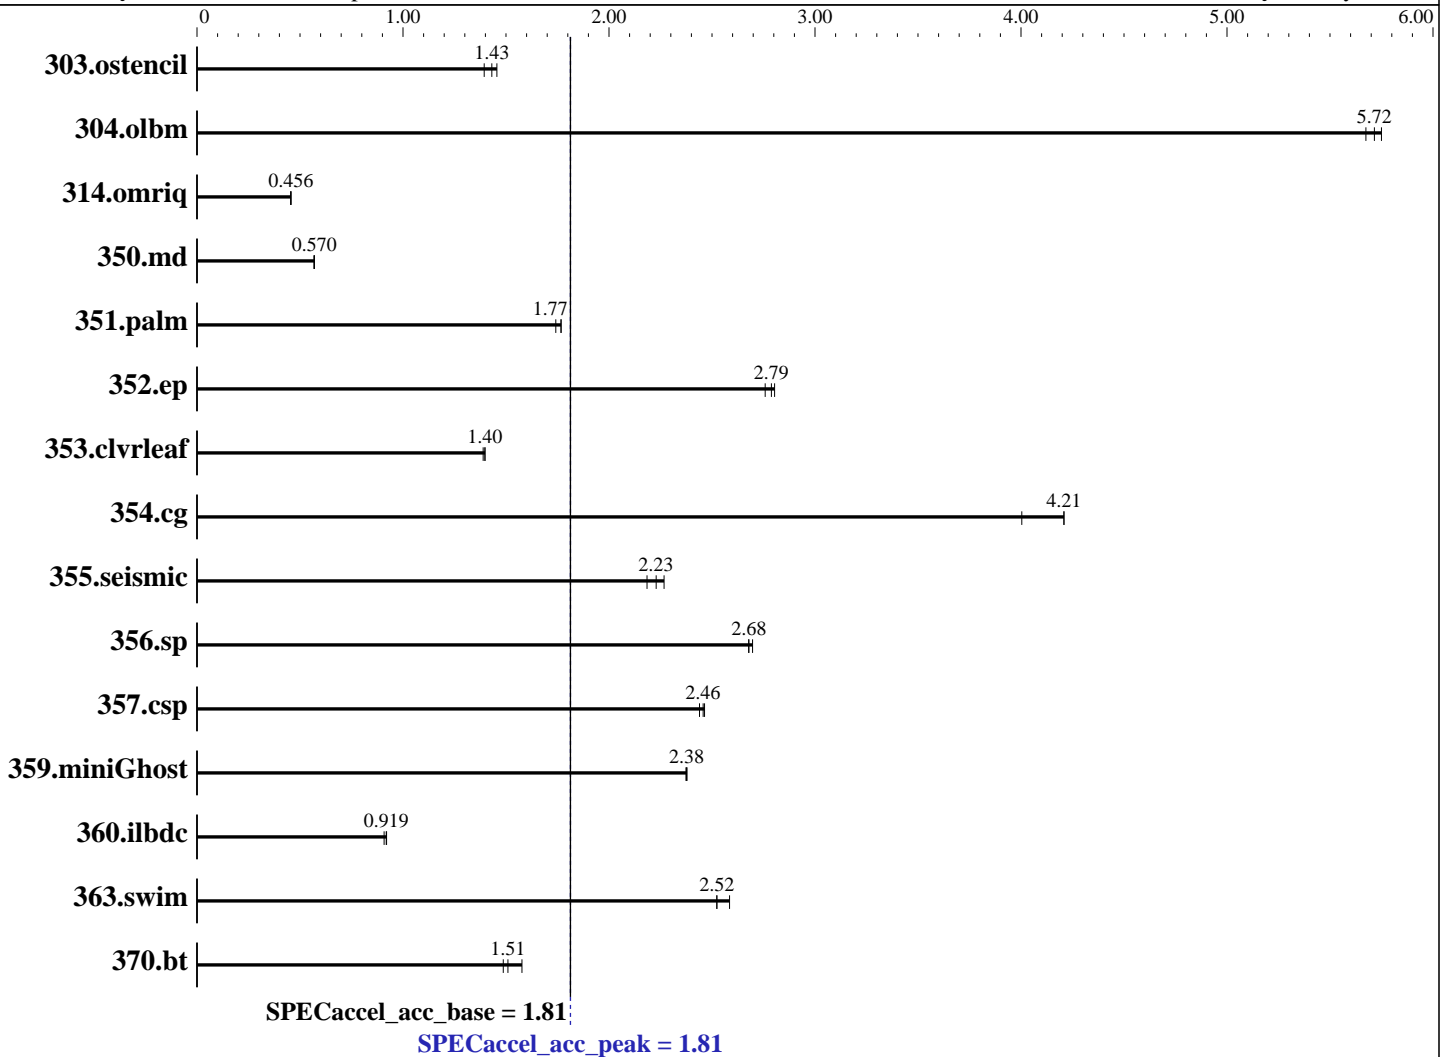 0 1.00 2.00 3.00 4.00 5.00 6.00
303.ostencil 1.43
304.olbm 5.72
314.omriq 0.456
350.md 0.570
351.palm 1.77
352.ep 2.79
353.clvrleaf 1.40
354.cg 4.21
355.seismic 2.23
356.sp 2.68
357.csp 2.46
359.miniGhost 2.38
360.ilbdc 0.919
363.swim 2.52
370.bt 1.51
SPECaccel_acc_base = 1.81
SPECaccel_acc_peak = 1.81